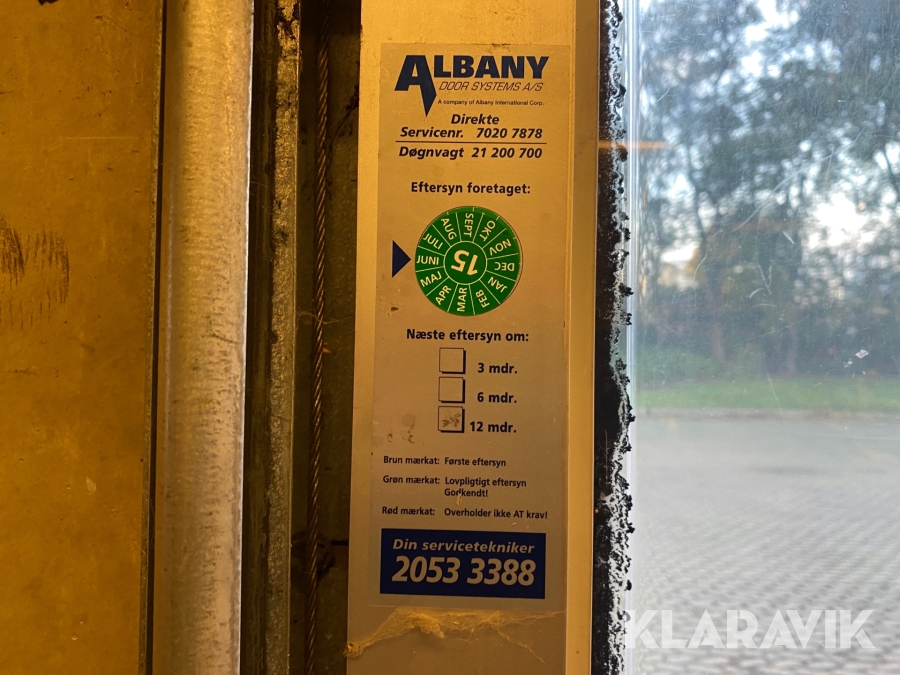 ALBANY
DOOR SYSTEMS A/S
A company of Albany International Corp.
Direkte
Servicenr. 7020 7878
Døgnvagt 21 200 700
Eftersyn foretaget:
JAN
FEB
MAR
APR
MAJ
JUNI
JULI
AUG
SEPT
OKT
NOV
DEC
15
Næste eftersyn om:
3 mdr.
6 mdr.
12 mdr.
Brun mærkat: Første eftersyn
Grøn mærkat: Lovpligtigt eftersyn
Godkendt!
Rød mærkat: Overholder ikke AT krav!
Din servicetekniker
2053 3388
KLARAVIK